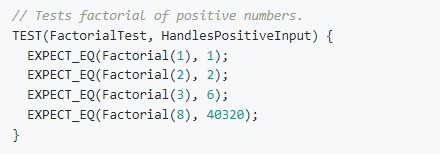 // Tests factorial of positive numbers.
TEST(FactorialTest, HandlesPositiveInput) {
  EXPECT_EQ(Factorial(1), 1);
  EXPECT_EQ(Factorial(2), 2);
  EXPECT_EQ(Factorial(3), 6);
  EXPECT_EQ(Factorial(8), 40320);
}